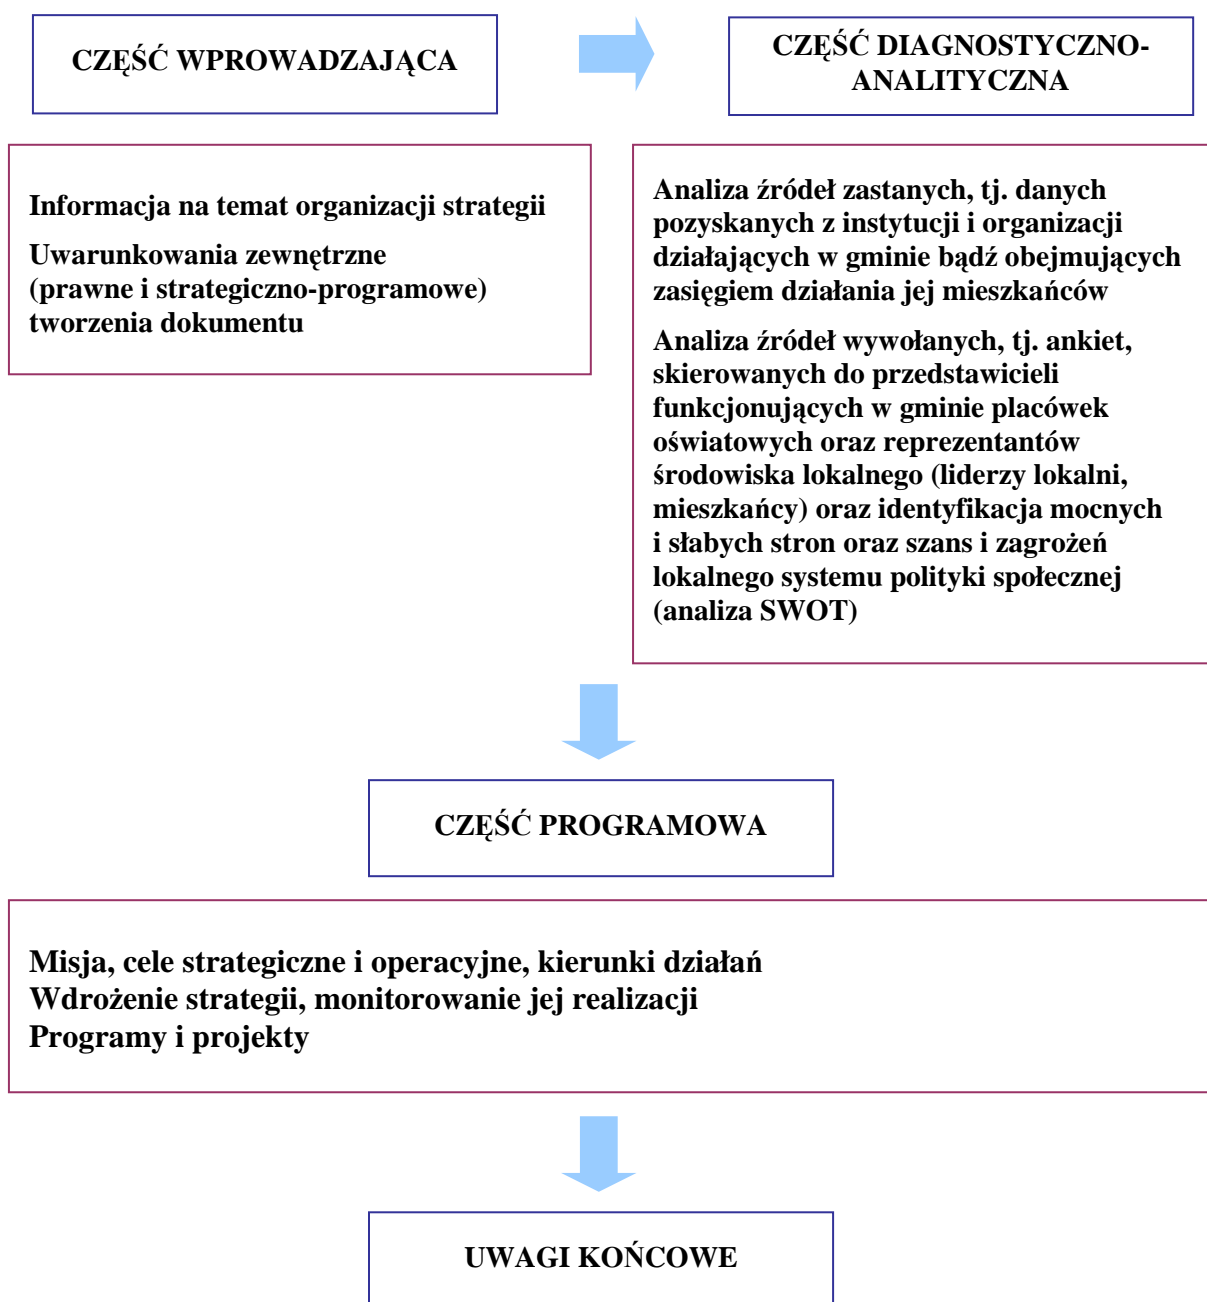 CZĘŚĆ WPROWADZAJĄCA
CZĘŚĆ DIAGNOSTYCZNO-
ANALITYCZNA
Informacja na temat organizacji strategii
Uwarunkowania zewnętrzne
(prawne i strategiczno-programowe)
tworzenia dokumentu
Analiza źródeł zastanych, tj. danych
pozyskanych z instytucji i organizacji
działających w gminie bądź obejmujących
zasięgiem działania jej mieszkańców
Analiza źródeł wywołanych, tj. ankiet,
skierowanych do przedstawicieli
funkcjonujących w gminie placówek
oświatowych oraz reprezentantów
środowiska lokalnego (liderzy lokalni,
mieszkańcy) oraz identyfikacja mocnych
i słabych stron oraz szans i zagrożeń
lokalnego systemu polityki społecznej
(analiza SWOT)
CZĘŚĆ PROGRAMOWA
Misja, cele strategiczne i operacyjne, kierunki działań
Wdrożenie strategii, monitorowanie jej realizacji
Programy i projekty
UWAGI KOŃCOWE